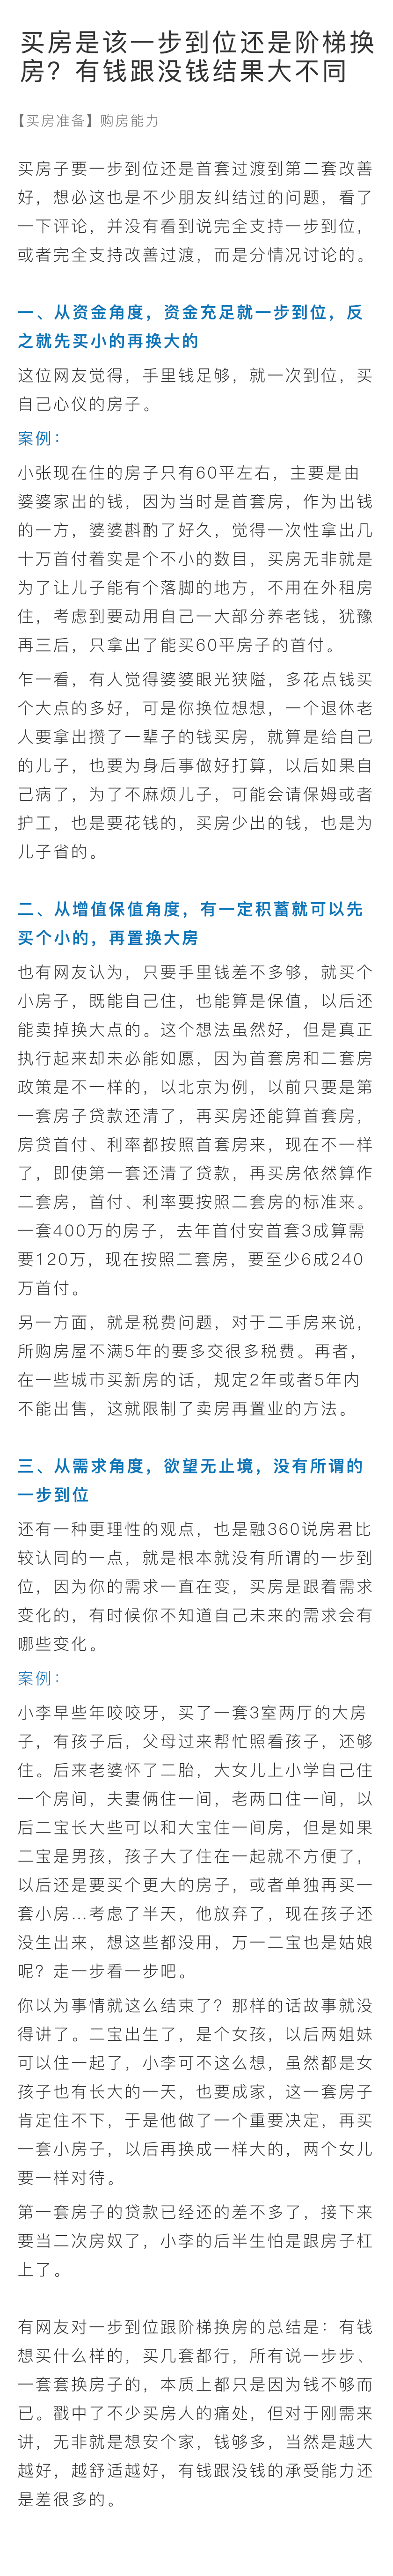 买房是该一步到位还是阶梯换
房？有钱跟没钱结果大不同
【买房准备】购房能力
买房子要一步到位还是首套过渡到第二套改善
好，想必这也是不少朋友纠结过的问题，看了
一下评论，并没有看到说完全支持一步到位，
或者完全支持改善过渡，而是分情况讨论的。
一、从资金角度，资金充足就一步到位，反
之就先买小的再换大的
这位网友觉得，手里钱足够，就一次到位，买
自己心仪的房子。
案例：
小张现在住的房子只有60平左右，主要是由
婆婆家出的钱，因为当时是首套房，作为出钱
的一方，婆婆斟酌了好久，觉得一次性拿出几
十万首付着实是个不小的数目，买房无非就是
为了让儿子能有个落脚的地方，不用在外租房
住，考虑到要动用自己一大部分养老钱，犹豫
再三后，只拿出了能买60平房子的首付。
乍一看，有人觉得婆婆眼光狭隘，多花点钱买
个大点的多好，可是你换位想想，一个退休老
人要拿出攒了一辈子的钱买房，就算是给自己
的儿子，也要为身后事做好打算，以后如果自
己病了，为了不麻烦儿子，可能会请保姆或者
护工，也是要花钱的，买房少出的钱，也是为
儿子省的。
二、从增值保值角度，有一定积蓄就可以先
买个小的，再置换大房
也有网友认为，只要手里钱差不多够，就买个
小房子，既能自己住，也能算是保值，以后还
能卖掉换大点的。这个想法虽然好，但是真正
执行起来却未必能如愿，因为首套房和二套房
政策是不一样的，以北京为例，以前只要是第
一套房子贷款还清了，再买房还能算首套房，
房贷首付、利率都按照首套房来，现在不一样
了，即使第一套还清了贷款，再买房依然算作
二套房，首付、利率要按照二套房的标准来。
一套400万的房子，去年首付安首套3成算需
要120万，现在按照二套房，要至少6成240
万首付。
另一方面，就是税费问题，对于二手房来说，
所购房屋不满5年的要多交很多税费。再者，
在一些城市买新房的话，规定2年或者5年内
不能出售，这就限制了卖房再置业的方法。
三、从需求角度，欲望无止境，没有所谓的
一步到位
还有一种更理性的观点，也是融360说房君比
较认同的一点，就是根本就没有所谓的一步到
位，因为你的需求一直在变，买房是跟着需求
变化的，有时候你不知道自己未来的需求会有
哪些变化。
案例：
小李早些年咬咬牙，买了一套3室两厅的大房
子，有孩子后，父母过来帮忙照看孩子，还够
住。后来老婆怀了二胎，大女儿上小学自己住
一个房间，夫妻俩住一间，老两口住一间，以
后二宝长大些可以和大宝住一间房，但是如果
二宝是男孩，孩子大了住在一起就不方便了，
以后还是要买个更大的房子，或者单独再买一
套小房...考虑了半天，他放弃了，现在孩子还
没生出来，想这些都没用，万一二宝也是姑娘
呢？走一步看一步吧。
你以为事情就这么结束了？那样的话故事就没
得讲了。二宝出生了，是个女孩，以后两姐妹
可以住一起了，小李可不这么想，虽然都是女
孩子也有长大的一天，也要成家，这一套房子
肯定住不下，于是他做了一个重要决定，再买
一套小房子，以后再换成一样大的，两个女儿
要一样对待。
第一套房子的贷款已经还的差不多了，接下来
要当二次房奴了，小李的后半生怕是跟房子杠
上了。
有网友对一步到位跟阶梯换房的总结是：有钱
想买什么样的，买几套都行，所有说一步步、
一套套换房子的，本质上都只是因为钱不够而
已。戳中了不少买房人的痛处，但对于刚需来
讲，无非就是想安个家，钱够多，当然是越大
越好，越舒适越好，有钱跟没钱的承受能力还
是差很多的。